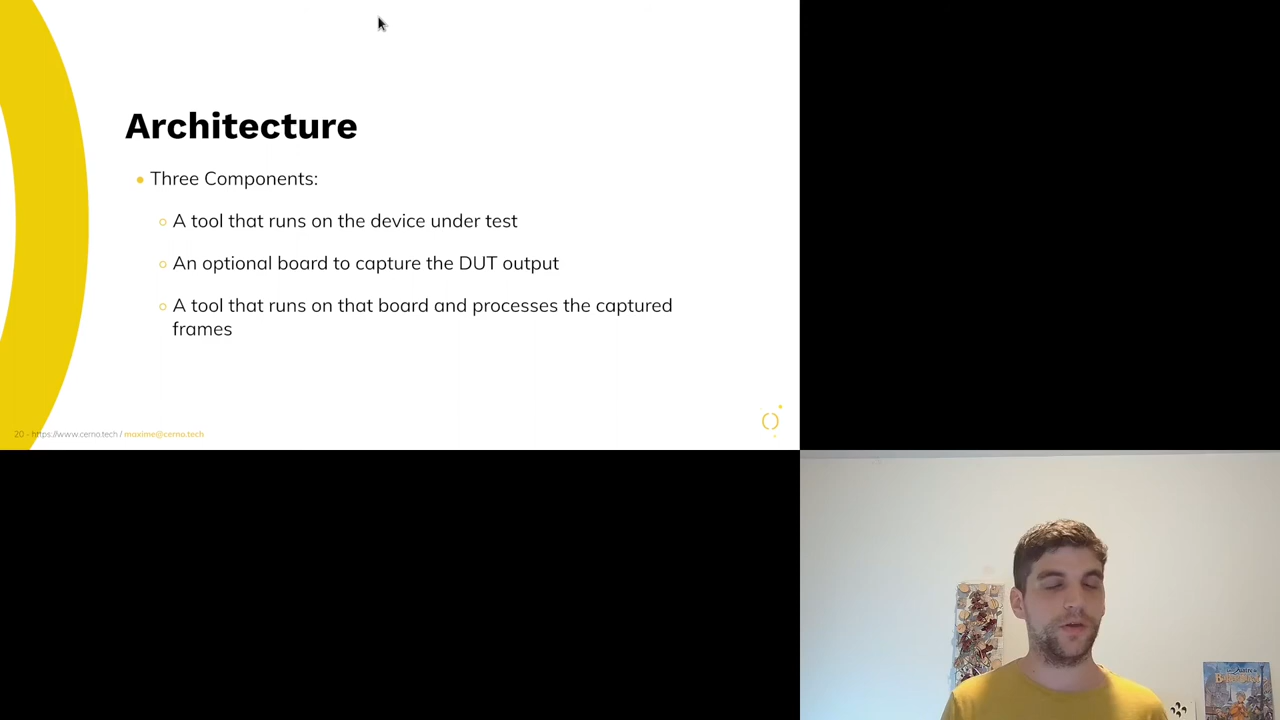 Architecture
Three Components:
A tool that runs on the device under test
An optional board to capture the DUT output
A tool that runs on that board and processes the captured
frames
20 - https://www.cerno.tech / maxime@cerno.tech